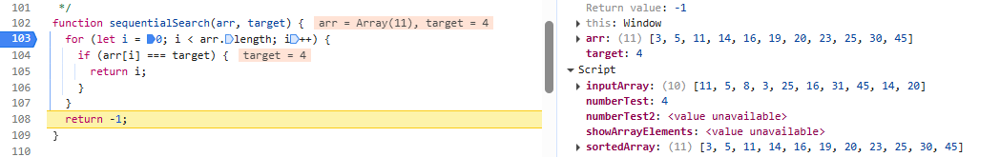 101 */
102 function sequentialSearch(arr, target) { arr = Array(11), target = 4
103 for (let i = 0; i < arr.length; i++) {
104 if (arr[i] === target) { target = 4
105 return i;
106 }
107 }
108 return -1;
109 }
110
Return value: -1
this: Window
arr: (11) [3, 5, 11, 14, 16, 19, 20, 23, 25, 30, 45]
target: 4
Script
inputArray: (10) [11, 5, 8, 3, 25, 16, 31, 45, 14, 20]
numberTest: 4
numberTest2: <value unavailable>
showArrayElements: <value unavailable>
sortedArray: (11) [3, 5, 11, 14, 16, 19, 20, 23, 25, 30, 45]